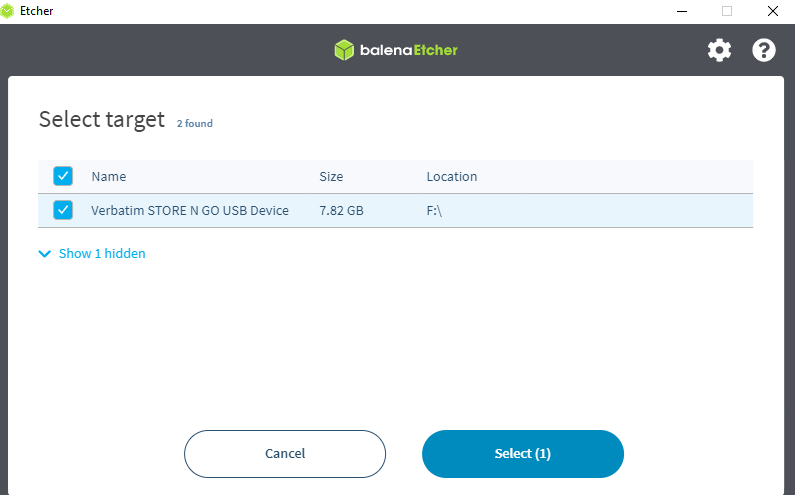 Etcher
balenaEtcher
Select target 2 found
Name Size Location
Verbatim STORE N GO USB Device 7.82 GB F:\
Show 1 hidden
Cancel Select (1)